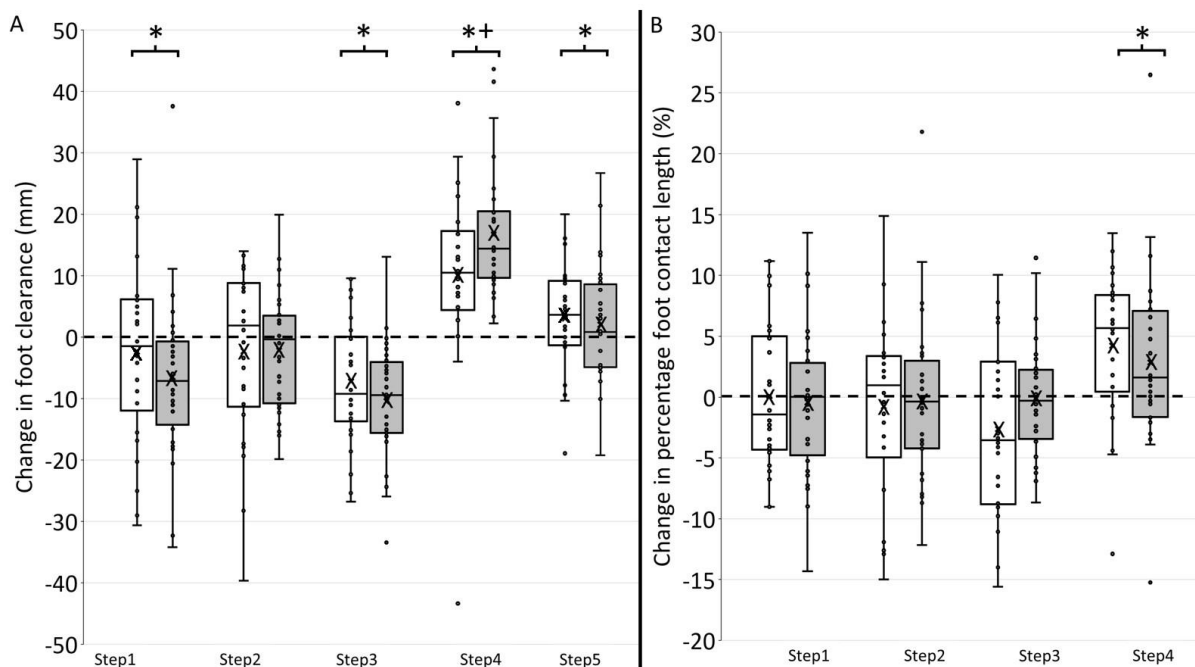 A
Change in foot clearance (mm)
50
40
30
20
10
0
-10
-20
-30
-40
-50
*
*
*+
*
Step1
Step2
Step3
Step4
Step5
B
Change in percentage foot contact length (%)
30
25
20
15
10
5
0
-5
-10
-15
-20
*
Step1
Step2
Step3
Step4